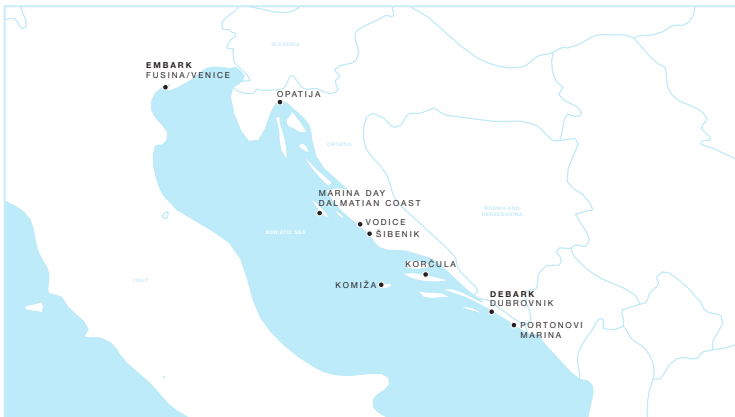 SLOVENIA
EMBARK
FUSINA/VENICE
OPATIJA
CROATIA
MARINA DAY
DALMATIAN COAST
BOSNIA AND
HERZEGOVINA
VODICE
ADRIATIC SEA
ŠIBENIK
KORČULA
ITALY
KOMIŽA
DEBARK
DUBROVNIK
PORTONOVI
MARINA